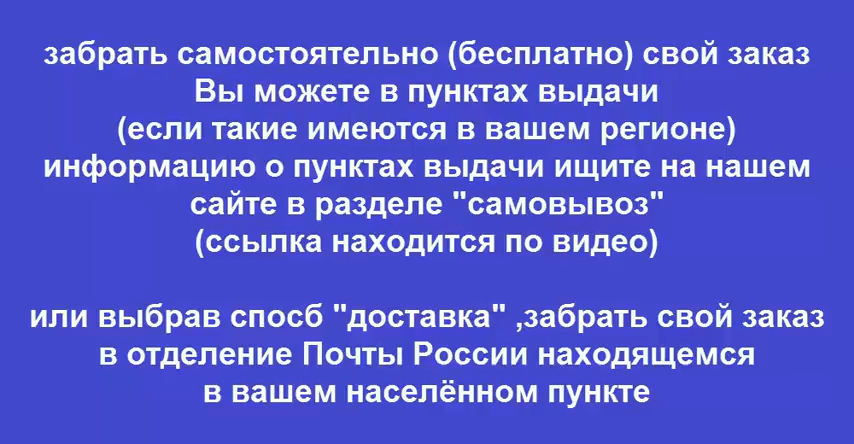 забрать самостоятельно (бесплатно) свой заказ
Вы можете в пунктах выдачи
(если такие имеются в вашем регионе)
информацию о пунктах выдачи ищите на нашем
сайте в разделе "самовывоз"
(ссылка находится по видео)
или выбрав спосб "доставка" ,забрать свой заказ
в отделение Почты России находящемся
в вашем населённом пункте